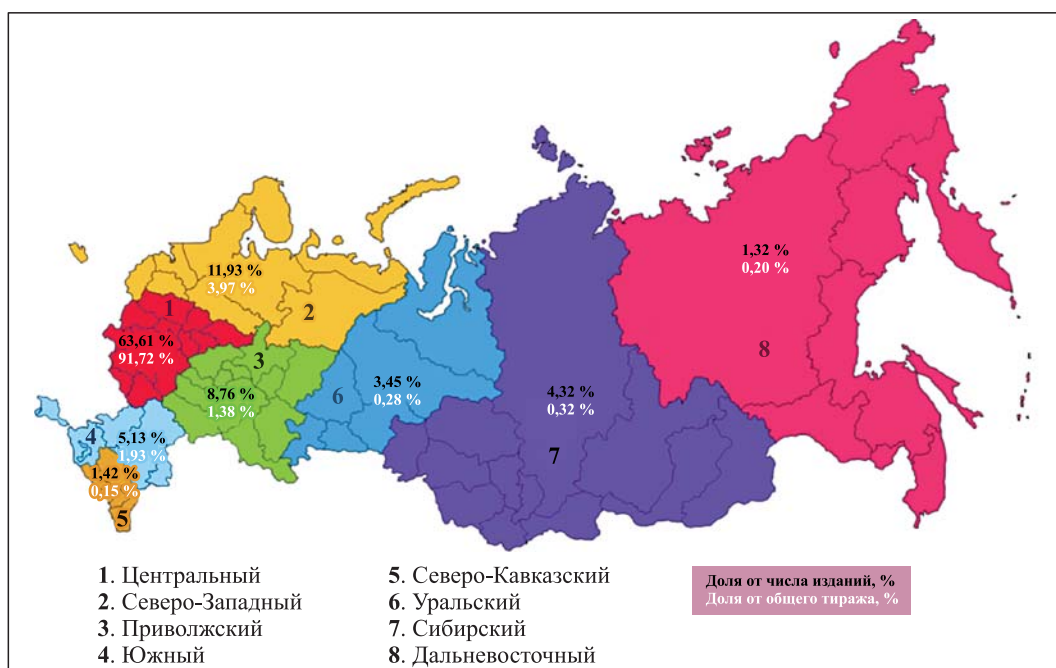 1,32 %
0,20 %
11,93 %
3,97 %
1
2
63,61 %
91,72 %
3
8
8,76 %
1,38 %
6
3,45 %
0,28 %
4,32 %
0,32 %
4
5,13 %
1,93 %
7
1,42 %
0,15 %
5
1. Центральный
2. Северо-Западный
3. Приволжский
4. Южный
5. Северо-Кавказский
6. Уральский
7. Сибирский
8. Дальневосточный
Доля от числа изданий, %
Доля от общего тиража, %